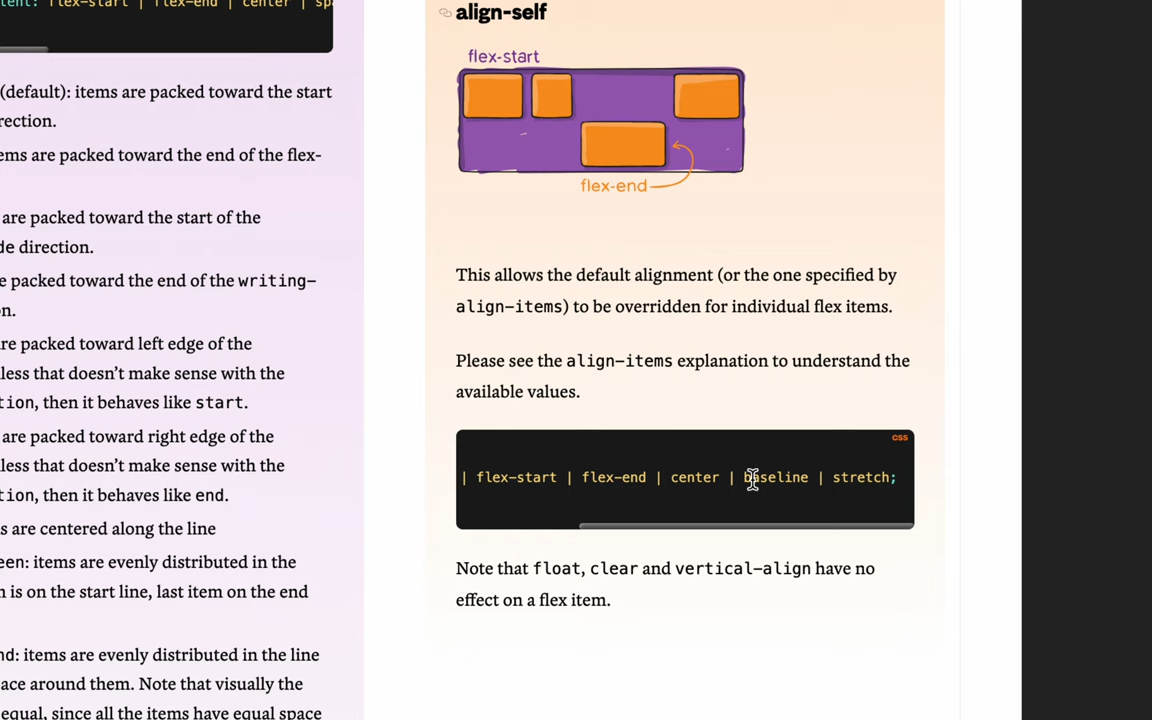 tent: flex-start | flex-end | center |
(default): items are packed toward the start
rection.
ems are packed toward the end of the flex-
are packed toward the start of the
de direction.
e packed toward the end of the writing-
on.
are packed toward left edge of the
less that doesn’t make sense with the
tion, then it behaves like start.
are packed toward right edge of the
less that doesn’t make sense with the
tion, then it behaves like end.
s are centered along the line
een: items are evenly distributed in the
n is on the start line, last item on the end
nd: items are evenly distributed in the line
ace around them. Note that visually the
equal, since all the items have equal space
align-self
flex-start
flex-end
This allows the default alignment (or the one specified by
align-items) to be overridden for individual flex items.
Please see the align-items explanation to understand the
available values.
CSS
| flex-start | flex-end | center | baseline | stretch;
Note that float, clear and vertical-align have no
effect on a flex item.